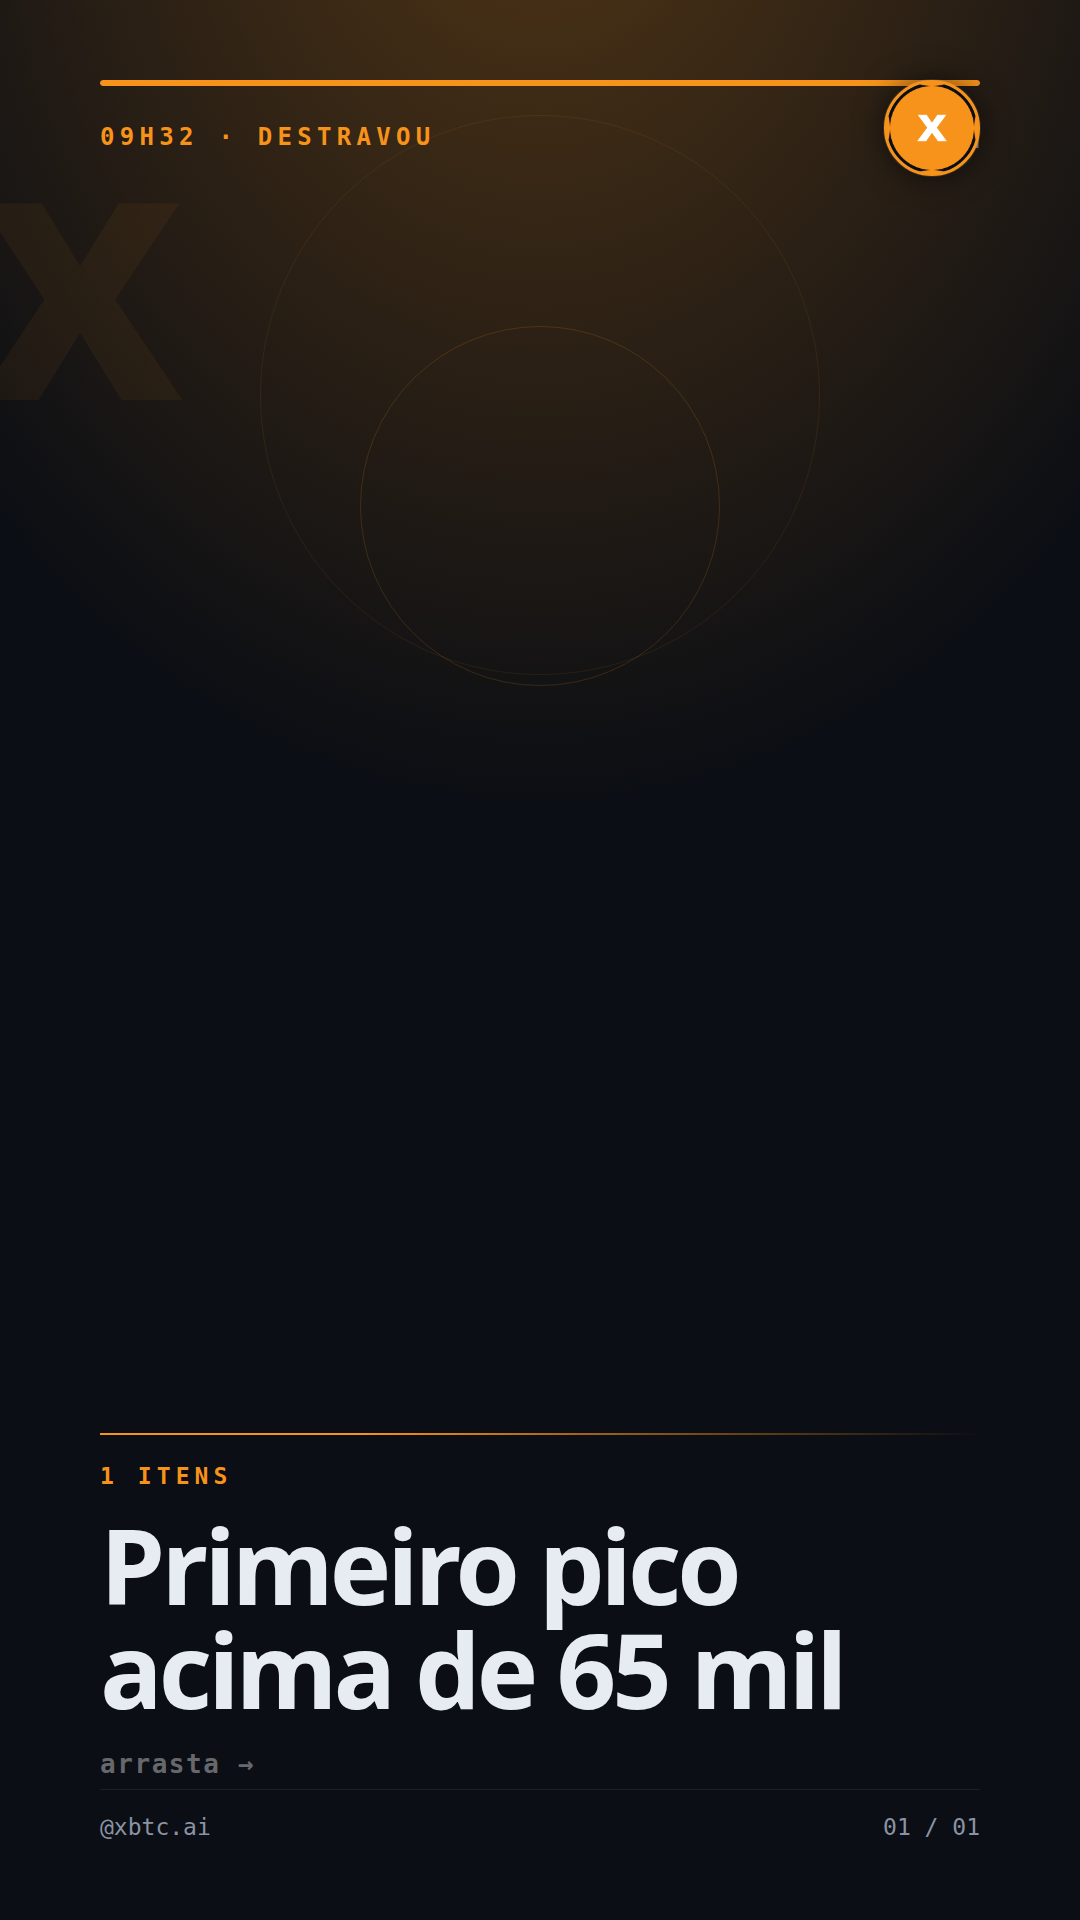 09H32 · DESTRAVOU
X
X
1 ITENS
Primeiro pico
acima de 65 mil
arrasta →
@xbtc.ai
01 / 01